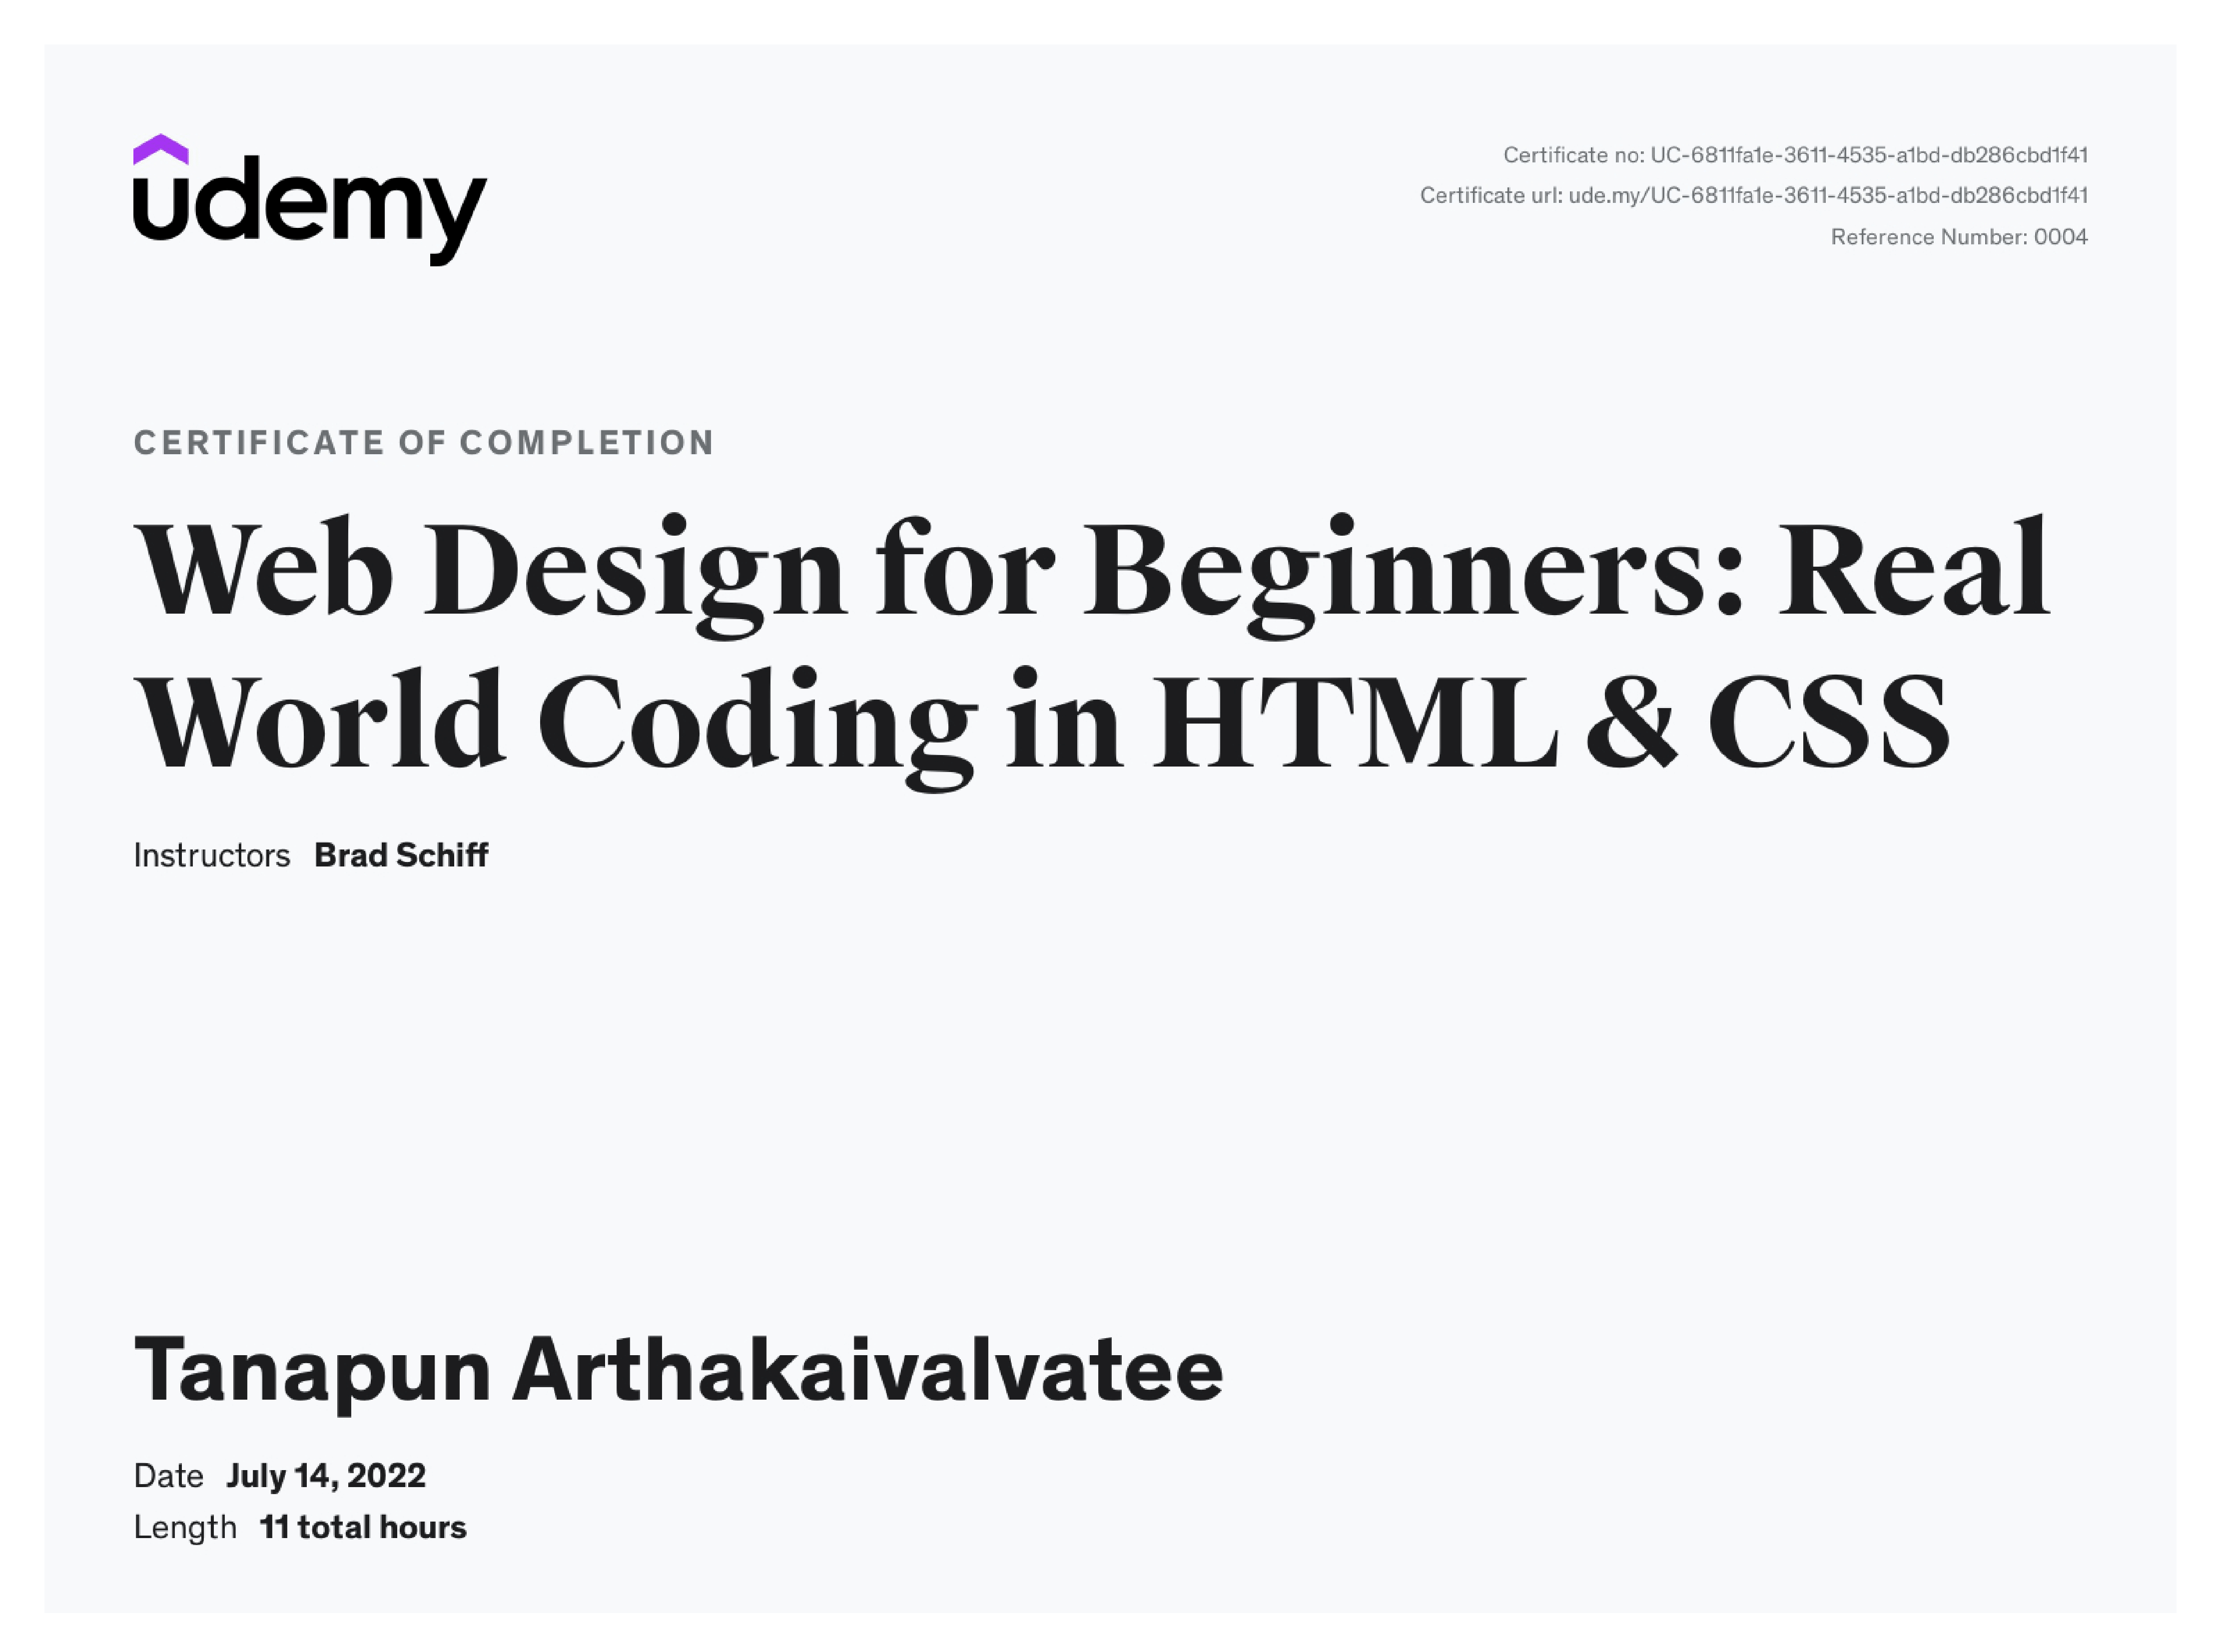 udemy
Certificate no: UC-6811fa1e-3611-4535-a1bd-db286cbd1f41
Certificate url: ude.my/UC-6811fa1e-3611-4535-a1bd-db286cbd1f41
Reference Number: 0004
CERTIFICATE OF COMPLETION
Web Design for Beginners: Real
World Coding in HTML & CSS
Instructors Brad Schiff
Tanapun Arthakaivalvatee
Date July 14, 2022
Length 11 total hours